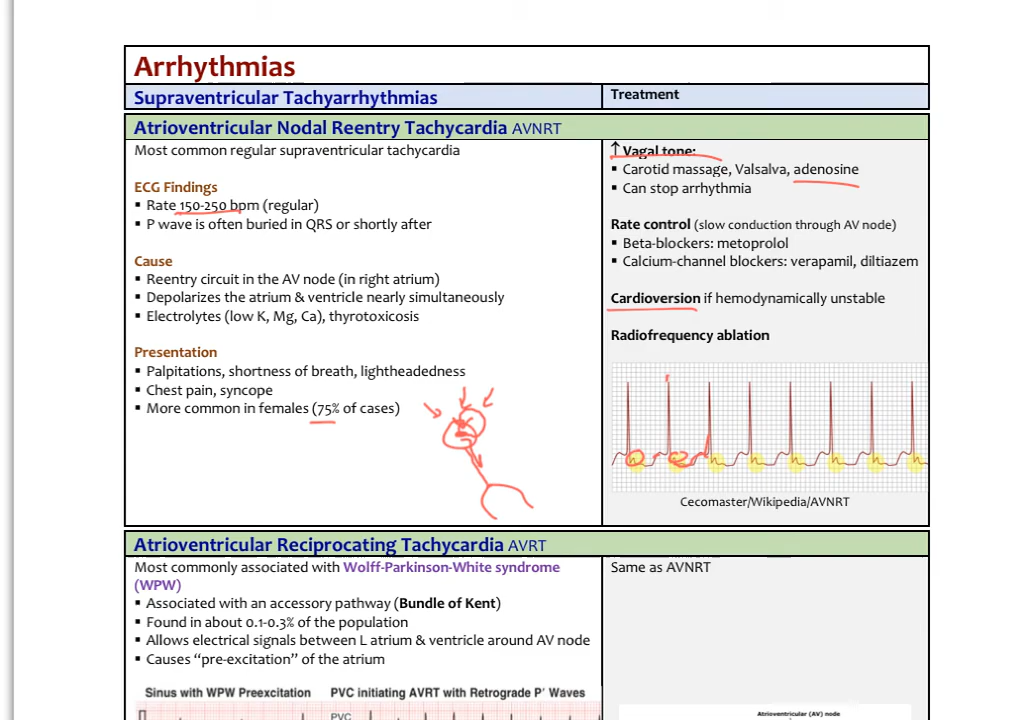 Arrhythmias
Supraventricular Tachyarrhythmias
Treatment
Atrioventricular Nodal Reentry Tachycardia AVNRT
Most common regular supraventricular tachycardia
ECG Findings
▪ Rate 150-250 bpm (regular)
▪ P wave is often buried in QRS or shortly after
Cause
▪ Reentry circuit in the AV node (in right atrium)
▪ Depolarizes the atrium & ventricle nearly simultaneously
▪ Electrolytes (low K, Mg, Ca), thyrotoxicosis
Presentation
▪ Palpitations, shortness of breath, lightheadedness
▪ Chest pain, syncope
▪ More common in females (75% of cases)
↑ Vagal tone:
▪ Carotid massage, Valsalva, adenosine
▪ Can stop arrhythmia
Rate control (slow conduction through AV node)
▪ Beta-blockers: metoprolol
▪ Calcium-channel blockers: verapamil, diltiazem
Cardioversion if hemodynamically unstable
Radiofrequency ablation
Cecomaster/Wikipedia/AVNRT
Atrioventricular Reciprocating Tachycardia AVRT
Most commonly associated with Wolff-Parkinson-White syndrome
(WPW)
▪ Associated with an accessory pathway (Bundle of Kent)
▪ Found in about 0.1-0.3% of the population
▪ Allows electrical signals between L atrium & ventricle around AV node
▪ Causes “pre-excitation” of the atrium
Sinus with WPW Preexcitation
PVC initiating AVRT with Retrograde P' Waves
PVC
Same as AVNRT
Atrioventricular (AV) node